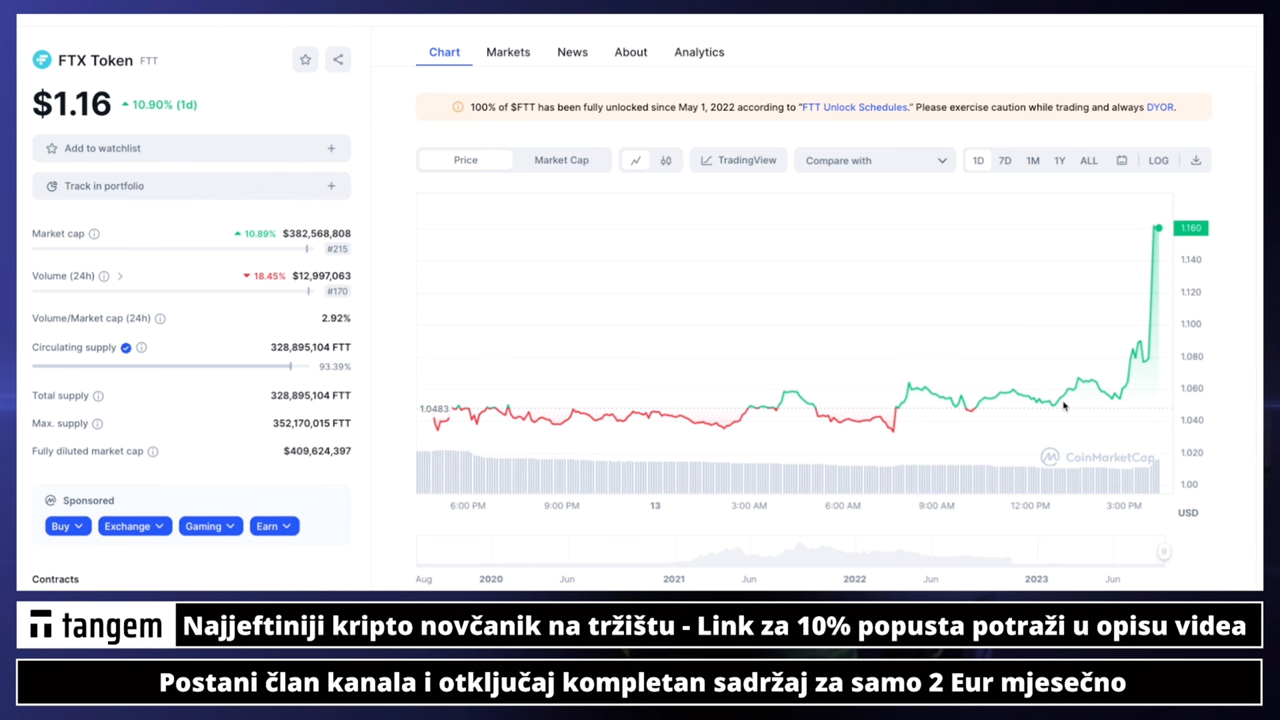 FTX Token FTT
$1.16 10.90% (1d)
Add to watchlist
Track in portfolio
Market cap 10.89% $382,568,808
#215
Volume (24h) 18.45% $12,997,063
#170
Volume/Market cap (24h) 2.92%
Circulating supply 328,895,104 FTT
93.39%
Total supply 328,895,104 FTT
Max. supply 352,170,015 FTT
Fully diluted market cap $409,624,397
Sponsored
Buy Exchange Gaming Earn
Contracts
Chart Markets News About Analytics
100% of $FTT has been fully unlocked since May 1, 2022 according to "FTT Unlock Schedules." Please exercise caution while trading and always DYOR.
Price Market Cap TradingView Compare with 1D 7D 1M 1Y ALL LOG
1.160
1.140
1.120
1.100
1.080
1.060
1.0483
1.040
CoinMarketCap
1.020
1.00
6:00 PM 9:00 PM 13 3:00 AM 6:00 AM 9:00 AM 12:00 PM 3:00 PM
USD
Aug 2020 Jun 2021 Jun 2022 Jun 2023 Jun
tangem Najjeftiniji kripto novčanik na tržištu - Link za 10% popusta potraži u opisu videa
Postani član kanala i otključaj kompletan sadržaj za samo 2 Eur mjesečno